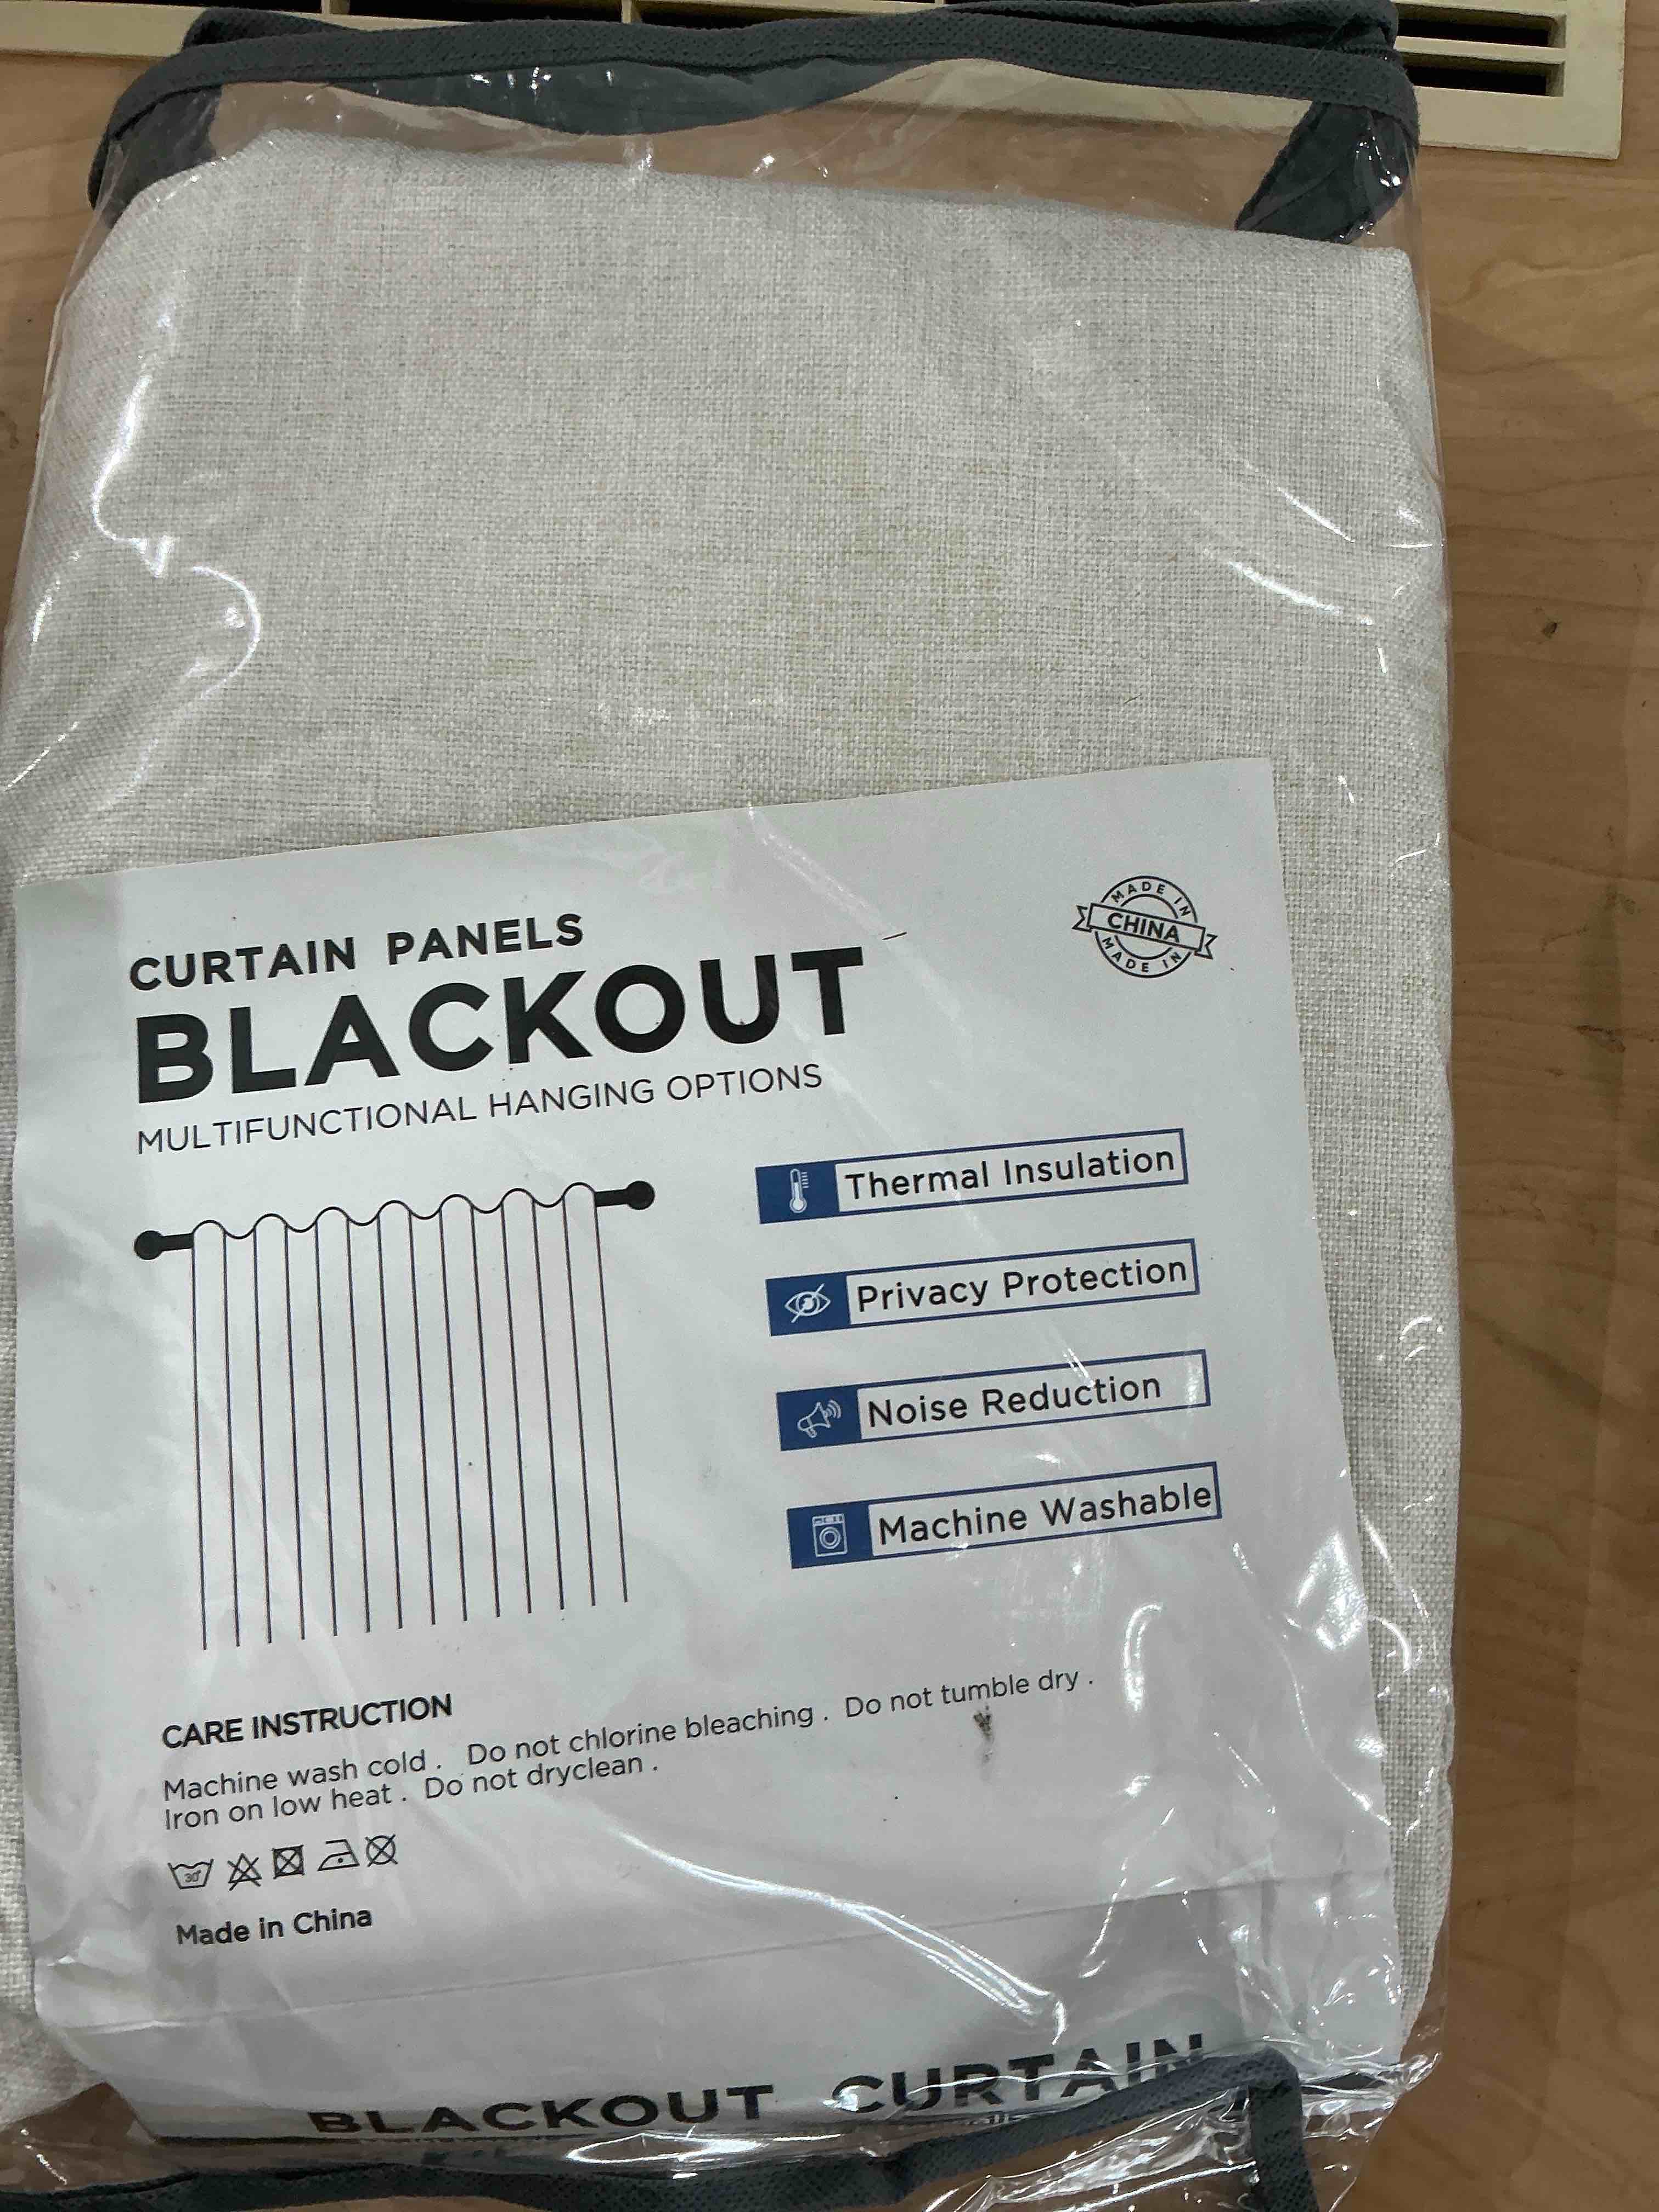 MADE IN
CHINA
MADE IN
CURTAIN PANELS
BLACKOUT
MULTIFUNCTIONAL HANGING OPTIONS
Thermal Insulation
Privacy Protection
Noise Reduction
Machine Washable
CARE INSTRUCTION
Machine wash cold . Do not chlorine bleaching . Do not tumble dry .
Iron on low heat . Do not dryclean .
30°
Made in China
BLACKOUT CURTAIN